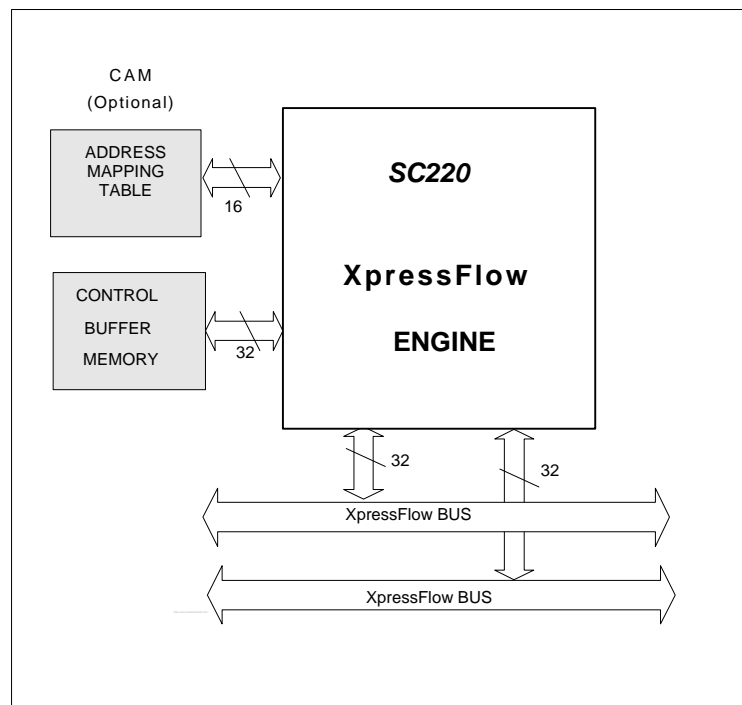 CAM
(Optional)
ADDRESS
MAPPING
TABLE
16
CONTROL
BUFFER
MEMORY
32
SC220
XpressFlow
ENGINE
32
32
XpressFlow BUS
XpressFlow BUS